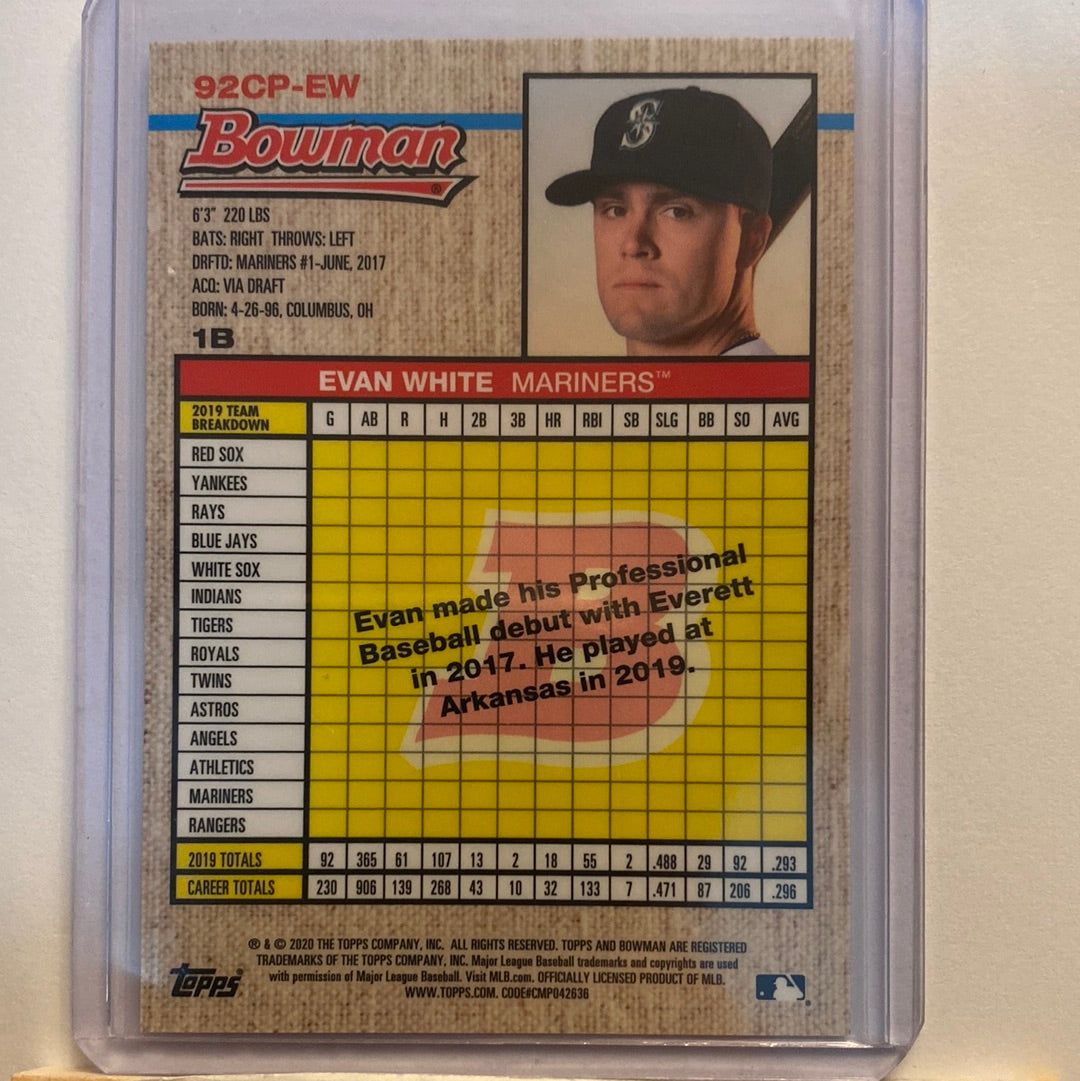 92CP-EW
Bowman®
6'3" 220 LBS
BATS: RIGHT THROWS: LEFT
DRFTD: MARINERS #1-JUNE, 2017
ACQ: VIA DRAFT
BORN: 4-26-96, COLUMBUS, OH
1B
S
EVAN WHITE MARINERS™
2019 TEAM
BREAKDOWN G AB R H 2B 3B HR RBI SB SLG BB SO AVG
RED SOX
YANKEES
RAYS
BLUE JAYS
WHITE SOX
INDIANS
TIGERS
ROYALS
TWINS
ASTROS
ANGELS
ATHLETICS
MARINERS
RANGERS
B
Evan made his Professional
Baseball debut with Everett
in 2017. He played at
Arkansas in 2019.
2019 TOTALS 92 365 61 107 13 2 18 55 2 .488 29 92 .293
CAREER TOTALS 230 906 139 268 43 10 32 133 7 .471 87 206 .296
® & © 2020 THE TOPPS COMPANY, INC. ALL RIGHTS RESERVED. TOPPS AND BOWMAN ARE REGISTERED
TRADEMARKS OF THE TOPPS COMPANY, INC. Major League Baseball trademarks and copyrights are used
with permission of Major League Baseball. Visit MLB.com. OFFICIALLY LICENSED PRODUCT OF MLB.
WWW.TOPPS.COM. CODE#CMP042636
topps®
®